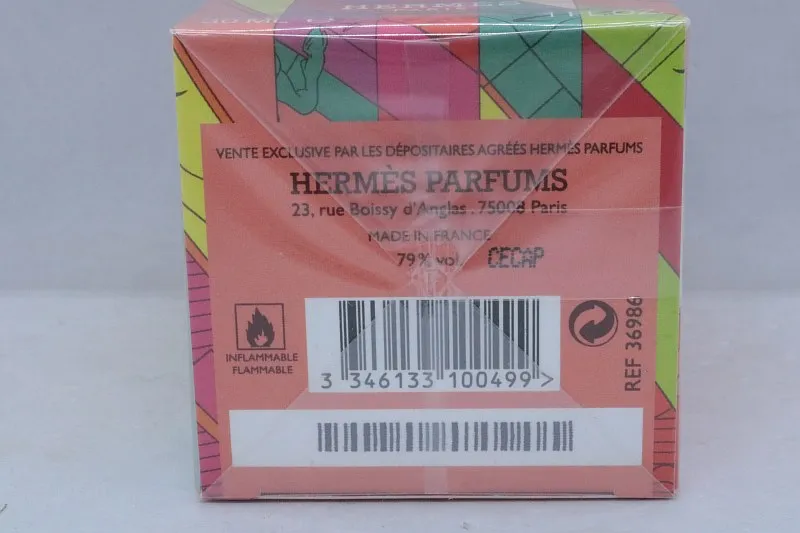 HERMÈS
VENTE EXCLUSIVE PAR LES DÉPOSITAIRES AGRÉÉS HERMÈS PARFUMS
HERMÈS PARFUMS
23, rue Boissy d'Anglas . 75008 Paris
MADE IN FRANCE
79% vol. CECAP
INFLAMMABLE
FLAMMABLE
REF 36986
3 346133 100499 >